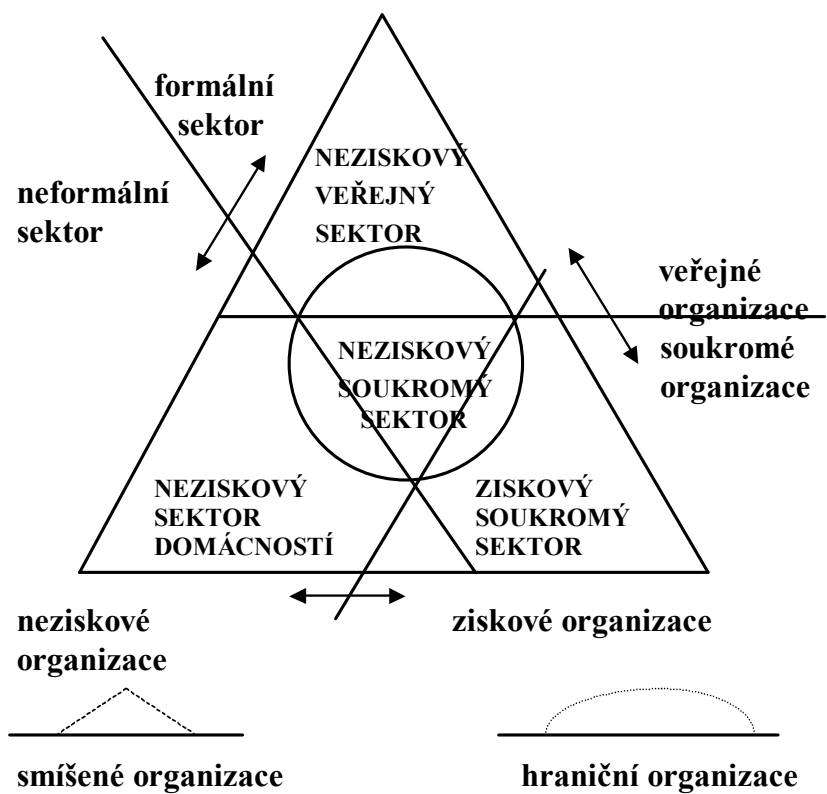 formální
sektor
neformální
sektor
NEZISKOVÝ
VEŘEJNÝ
SEKTOR
veřejné
organizace
soukromé
organizace
NEZISKOVÝ
SOUKROMÝ
SEKTOR
NEZISKOVÝ
SEKTOR
DOMÁCNOSTÍ
ZISKOVÝ
SOUKROMÝ
SEKTOR
neziskové
organizace
ziskové organizace
smíšené organizace
hraniční organizace